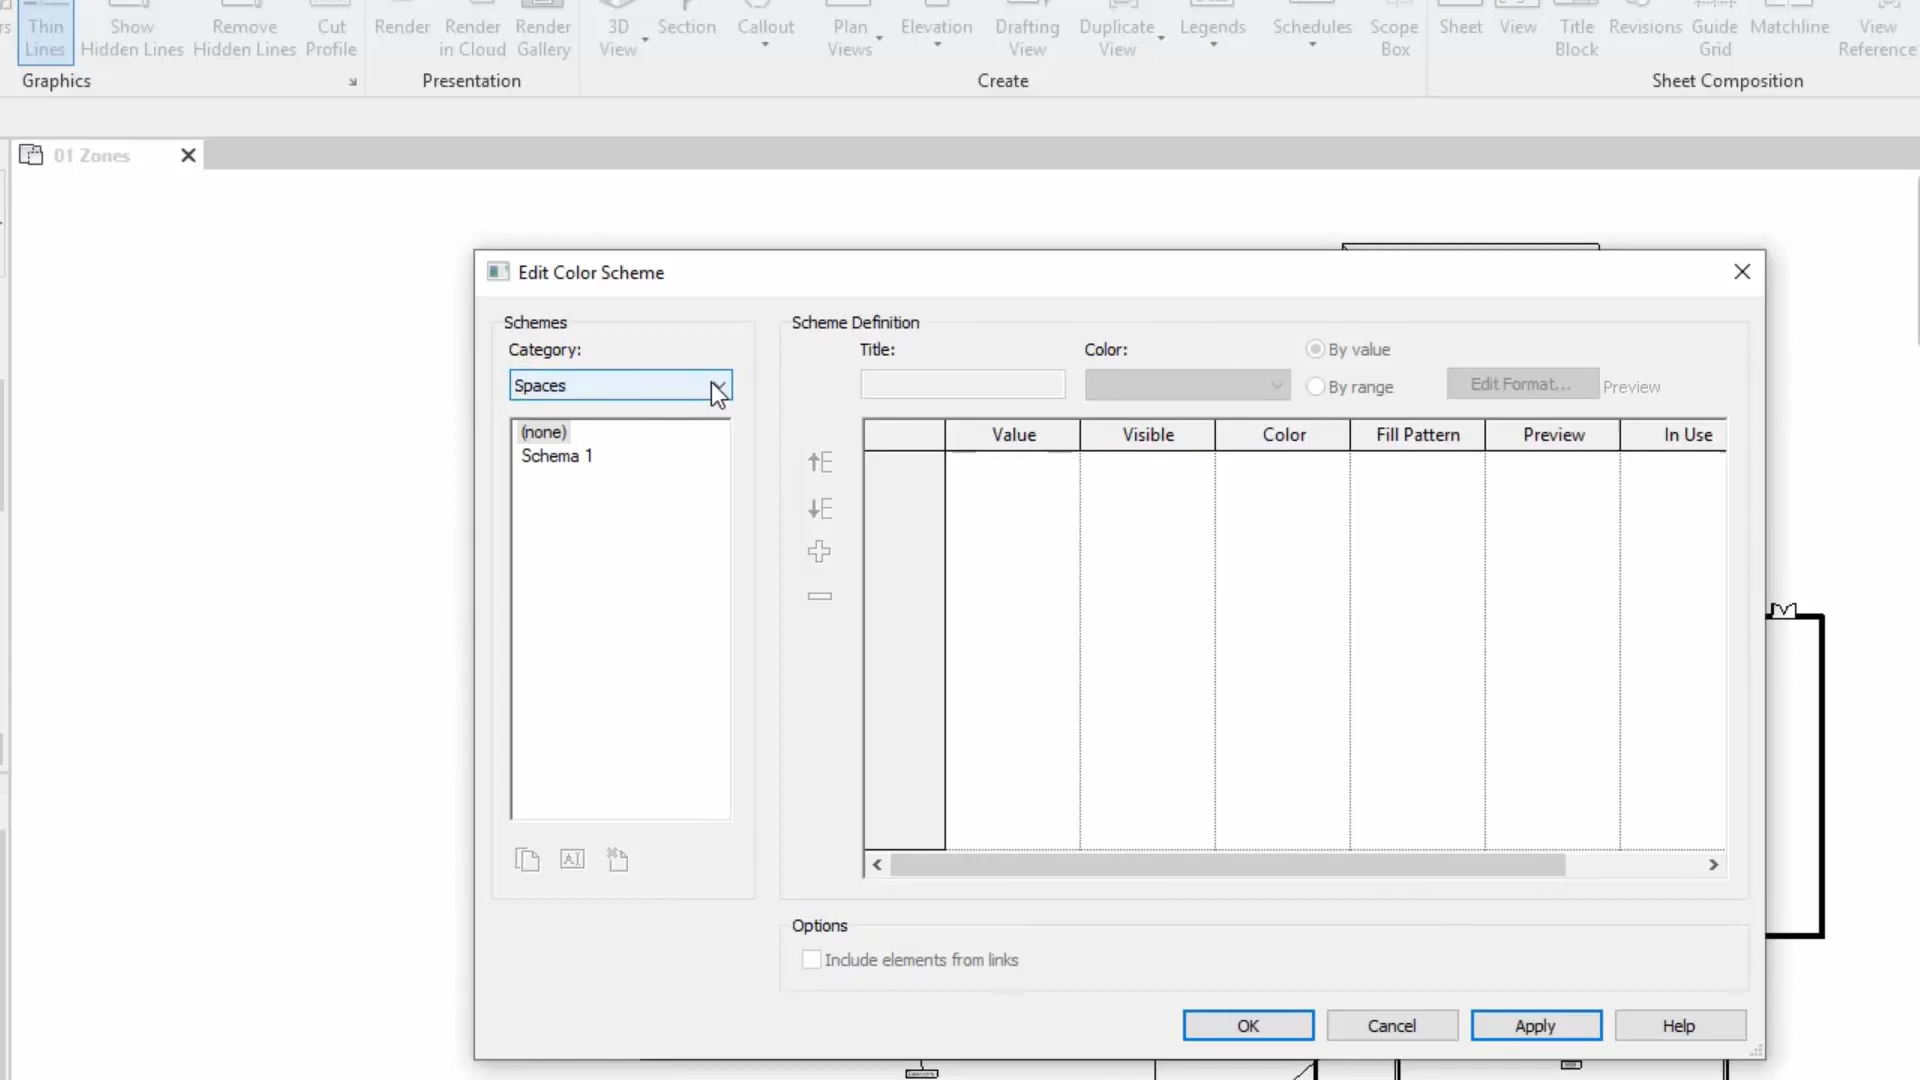 Thin Lines
Show Hidden Lines
Remove Hidden Lines
Cut Profile
Render
Render in Cloud
Render Gallery
3D View
Section
Callout
Plan Views
Elevation
Drafting View
Duplicate View
Legends
Schedules
Scope Box
Sheet
View
Title Block
Revisions
Guide Grid
Matchline
View Reference
Graphics
Presentation
Create
Sheet Composition
01 Zones
Edit Color Scheme
Schemes
Category:
Spaces
(none)
Schema 1
Scheme Definition
Title:
Color:
By value
By range
Edit Format...
Preview
Value
Visible
Color
Fill Pattern
Preview
In Use
Options
Include elements from links
OK
Cancel
Apply
Help